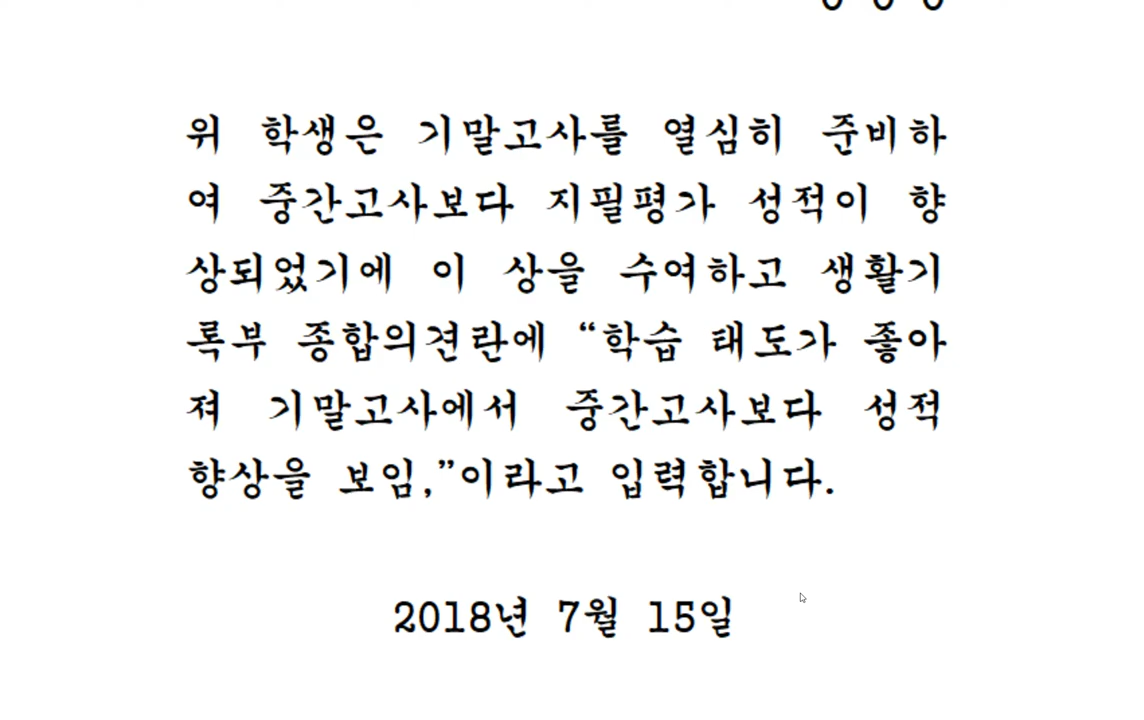 위 학생은 기말고사를 열심히 준비하
여 중간고사보다 지필평가 성적이 향
상되었기에 이 상을 수여하고 생활기
록부 종합의견란에 “학습 태도가 좋아
져 기말고사에서 중간고사보다 성적
향상을 보임,”이라고 입력합니다.
2018년 7월 15일